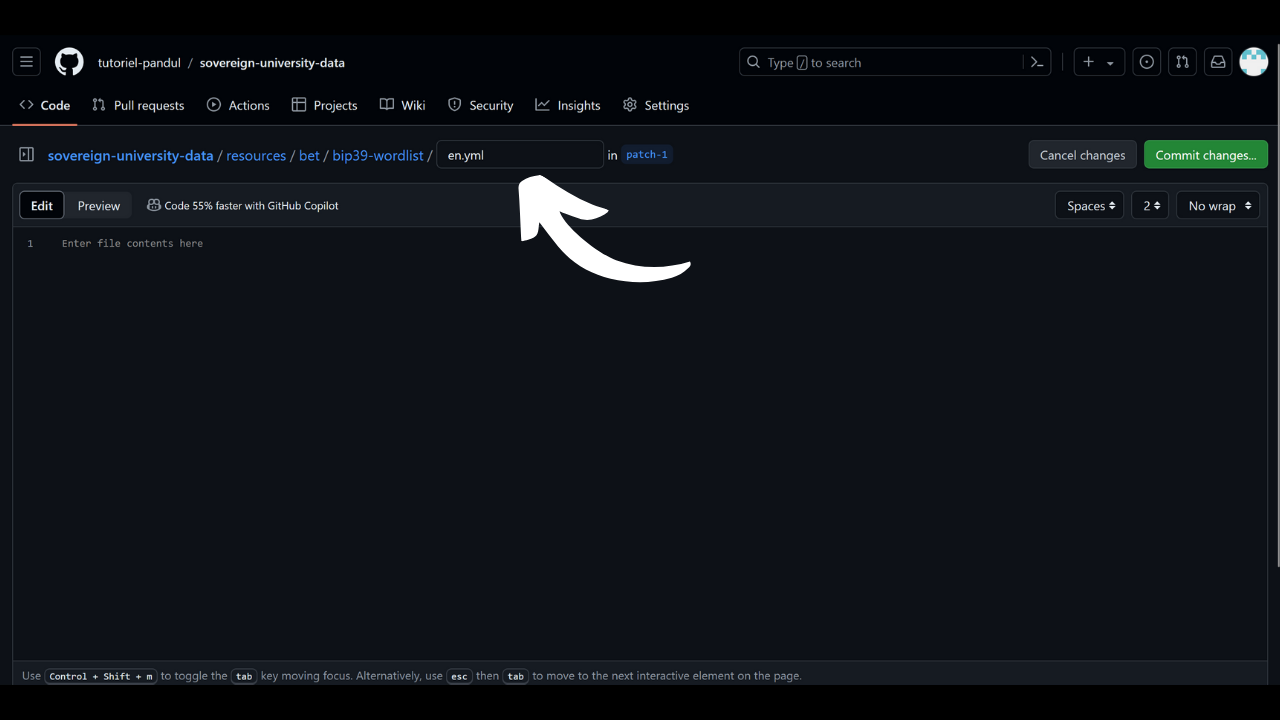 tutoriel-pandul / sovereign-university-data
Type / to search
Code Pull requests Actions Projects Wiki Security Insights Settings
sovereign-university-data / resources / bet / bip39-wordlist / en.yml in patch-1
Cancel changes Commit changes...
Edit Preview Code 55% faster with GitHub Copilot
Spaces 2 No wrap
1 Enter file contents here
Use Control + Shift + m to toggle the tab key moving focus. Alternatively, use esc then tab to move to the next interactive element on the page.